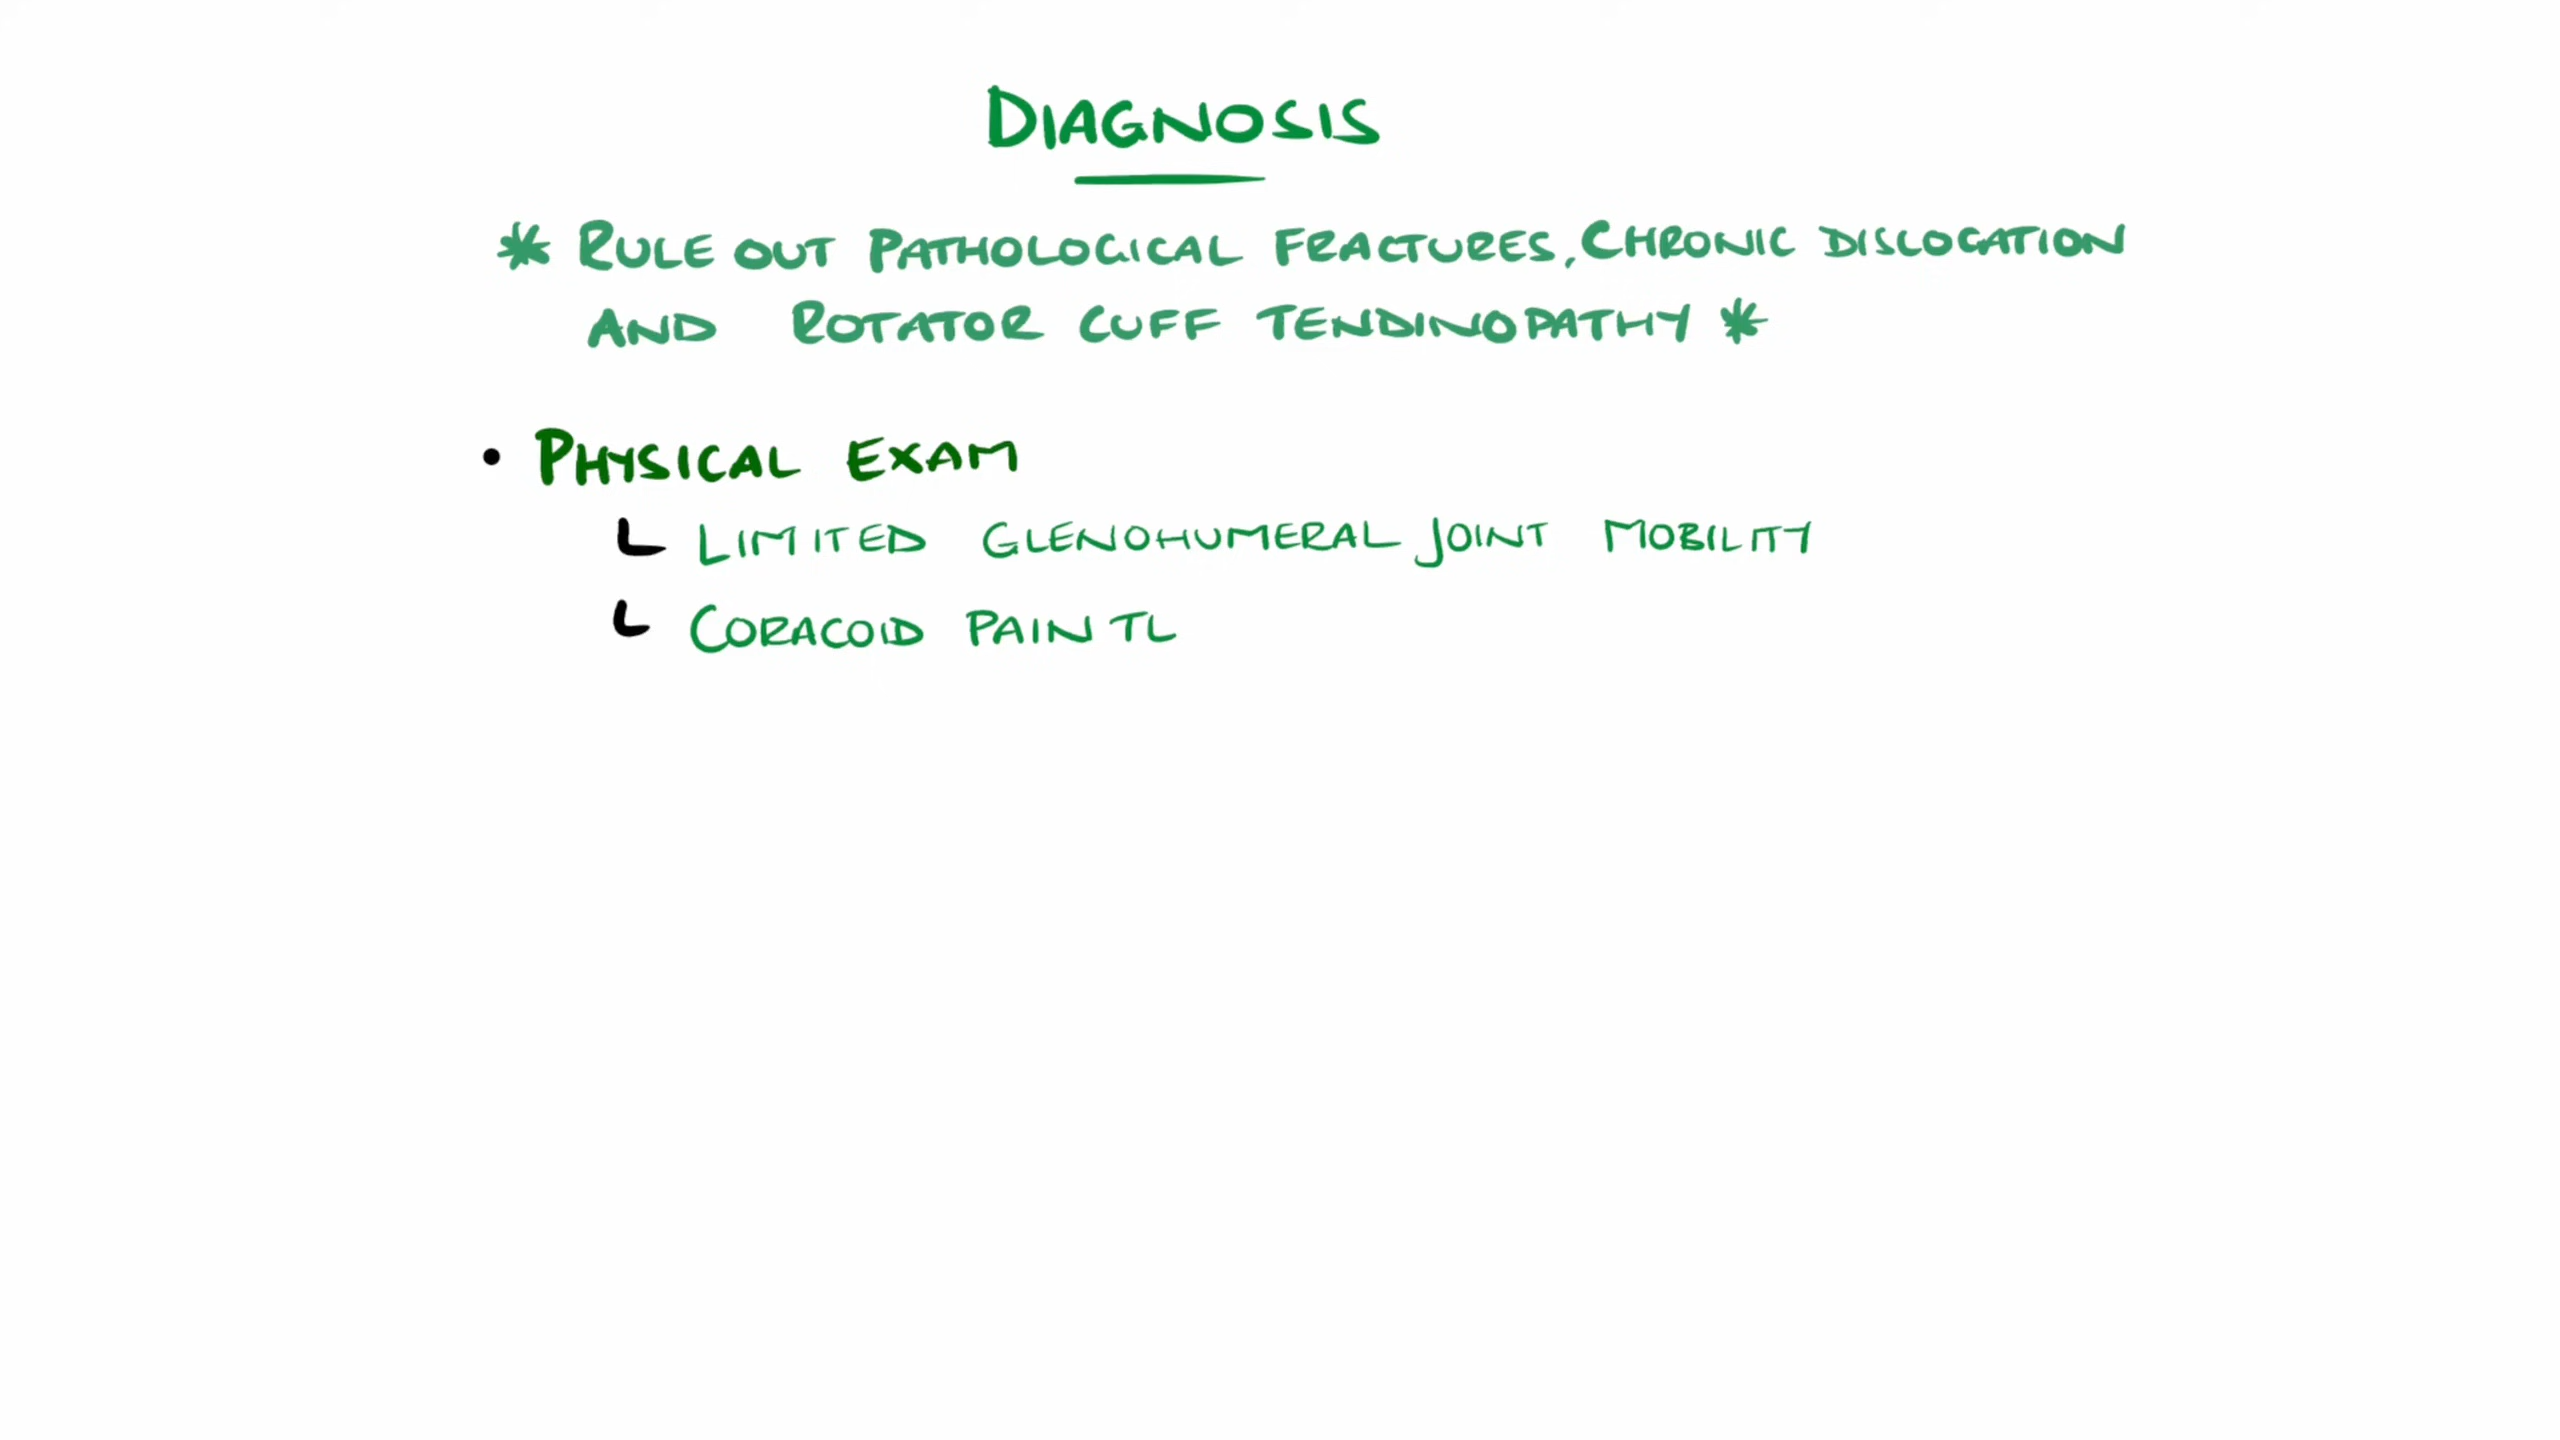 DIAGNOSIS
* RULE OUT PATHOLOGICAL FRACTURES, CHRONIC DISLOCATION
AND ROTATOR CUFF TENDINOPATHY *
• PHYSICAL EXAM
LIMITED GLENOHUMERAL JOINT MOBILITY
CORACOID PAIN TL